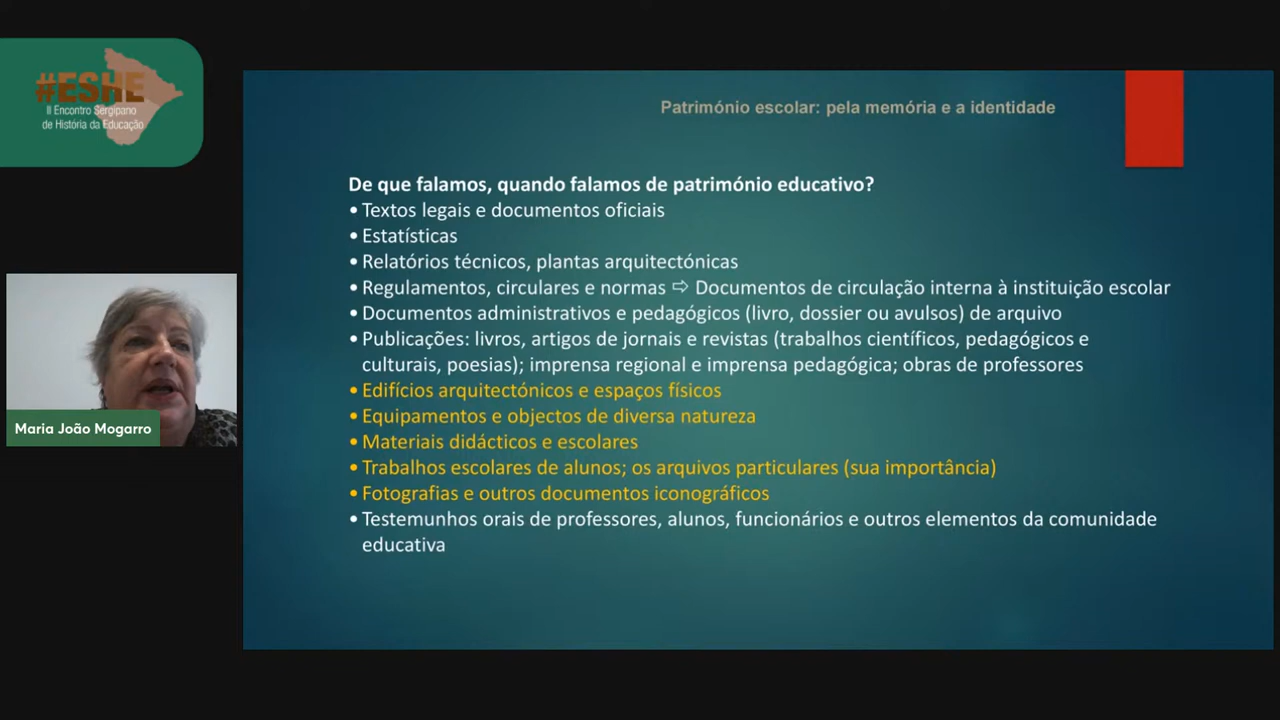 #ESHE
II Encontro Sergipano
de História da Educação
Património escolar: pela memória e a identidade
De que falamos, quando falamos de património educativo?
• Textos legais e documentos oficiais
• Estatísticas
• Relatórios técnicos, plantas arquitectónicas
• Regulamentos, circulares e normas ⇨ Documentos de circulação interna à instituição escolar
• Documentos administrativos e pedagógicos (livro, dossier ou avulsos) de arquivo
• Publicações: livros, artigos de jornais e revistas (trabalhos científicos, pedagógicos e
culturais, poesias); imprensa regional e imprensa pedagógica; obras de professores
• Edifícios arquitectónicos e espaços físicos
• Equipamentos e objectos de diversa natureza
• Materiais didácticos e escolares
• Trabalhos escolares de alunos; os arquivos particulares (sua importância)
• Fotografias e outros documentos iconográficos
• Testemunhos orais de professores, alunos, funcionários e outros elementos da comunidade
educativa
Maria João Mogarro